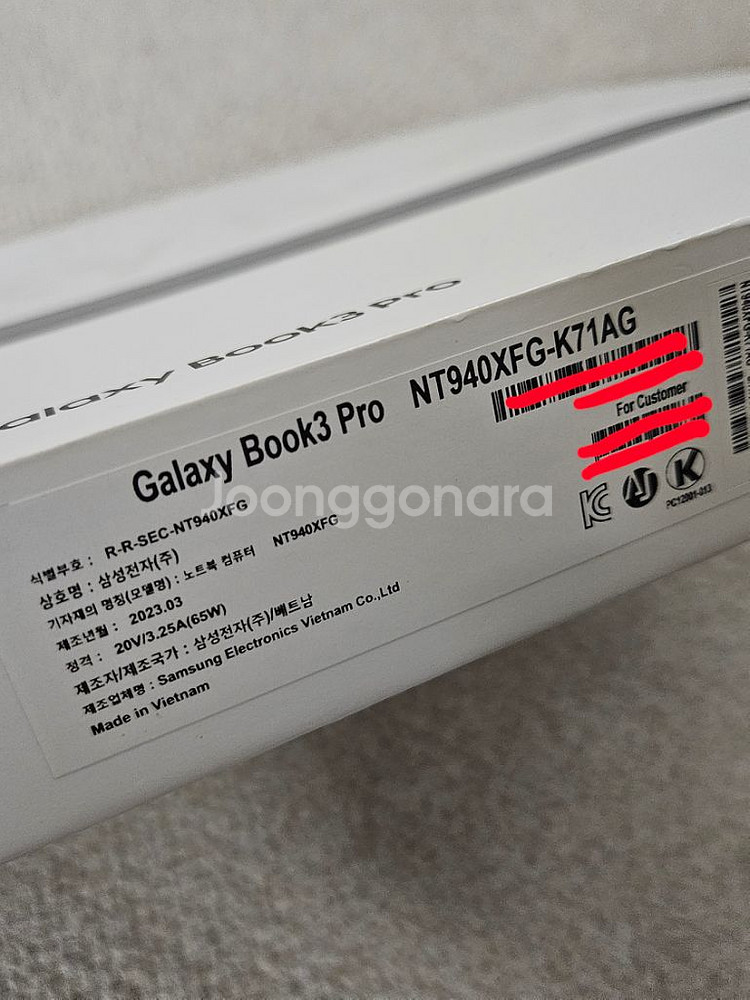 Galaxy Book3 Pro
Galaxy Book3 Pro NT940XFG-K71AG
For Customer
Joonggonara
식별부호 : R-R-SEC-NT940XFG
상호명 : 삼성전자(주)
기자재의 명칭(모델명) : 노트북 컴퓨터 NT940XFG
제조년월 : 2023.03
정격 : 20V/3.25A(65W)
제조자/제조국가 : 삼성전자(주)/베트남
제조업체명 : Samsung Electronics Vietnam Co.,Ltd
Made in Vietnam
PC12001-013